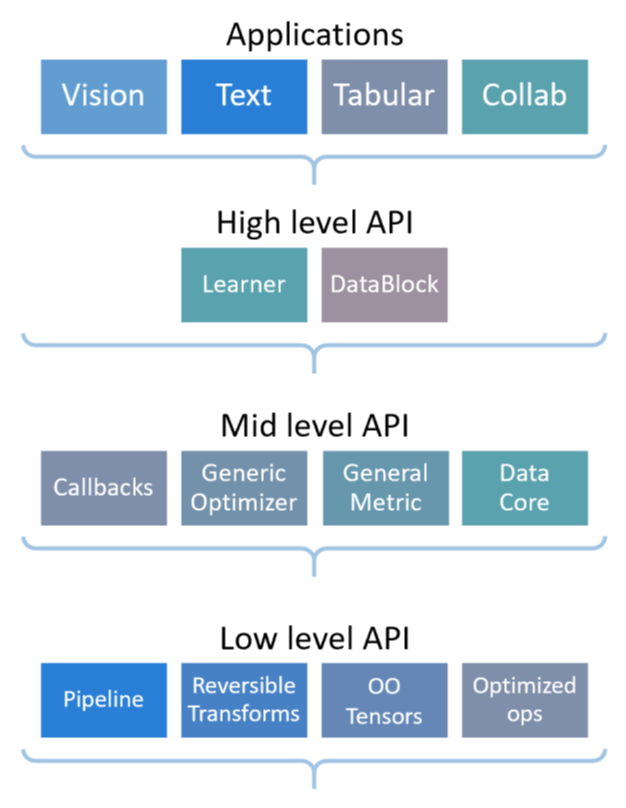 Applications
Vision Text Tabular Collab
High level API
Learner DataBlock
Mid level API
Callbacks
Generic
Optimizer
General
Metric
Data
Core
Low level API
Pipeline
Reversible
Transforms
OO
Tensors
Optimized
ops